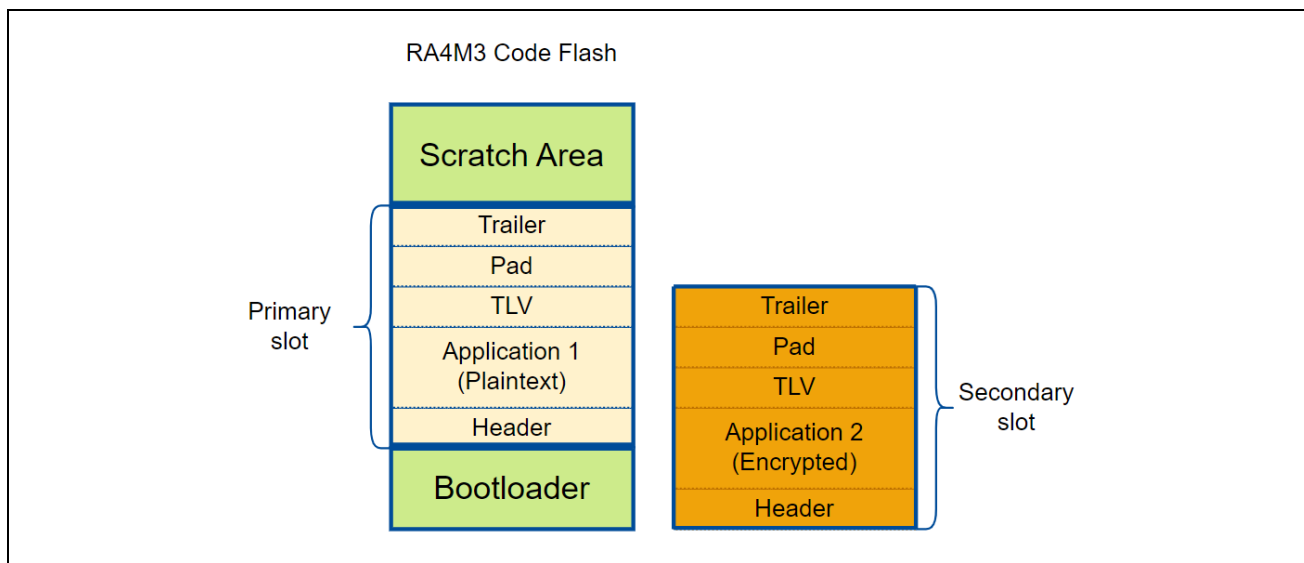 RA4M3 Code Flash
Scratch Area
Primary
slot
Trailer
Pad
TLV
Application 1
(Plaintext)
Header
Bootloader
Trailer
Pad
TLV
Application 2
(Encrypted)
Header
Secondary
slot